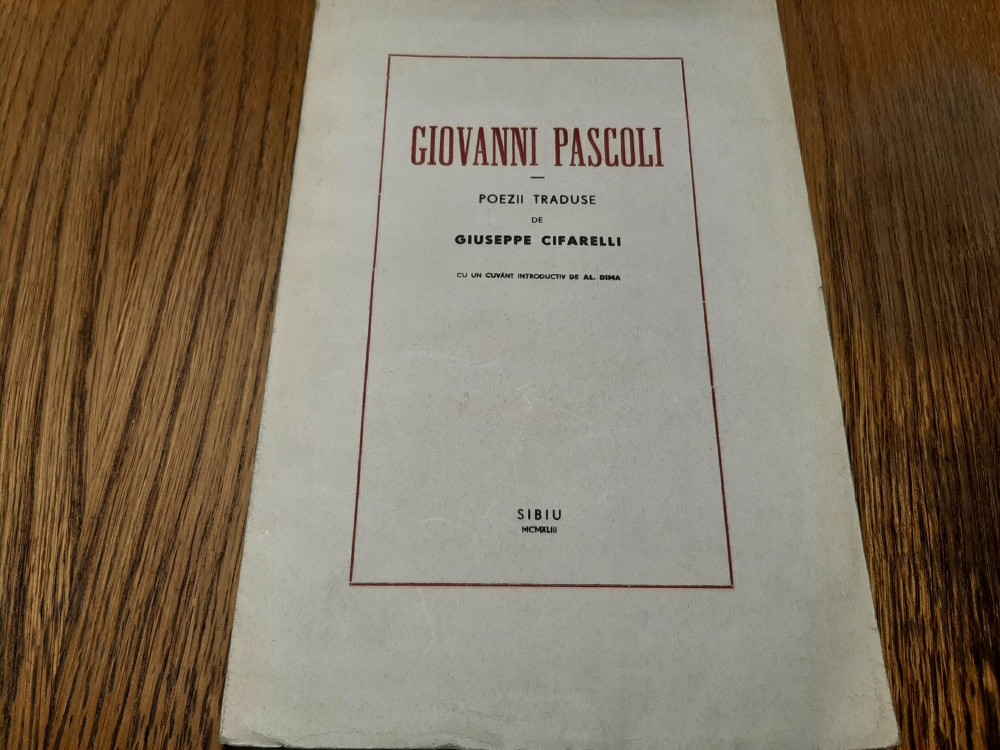 GIOVANNI PASCOLI
POEZII TRADUSE
DE
GIUSEPPE CIFARELLI
CU UN CUVÂNT INTRODUCTIV DE AL. DIMA
SIBIU
MCMXLIII